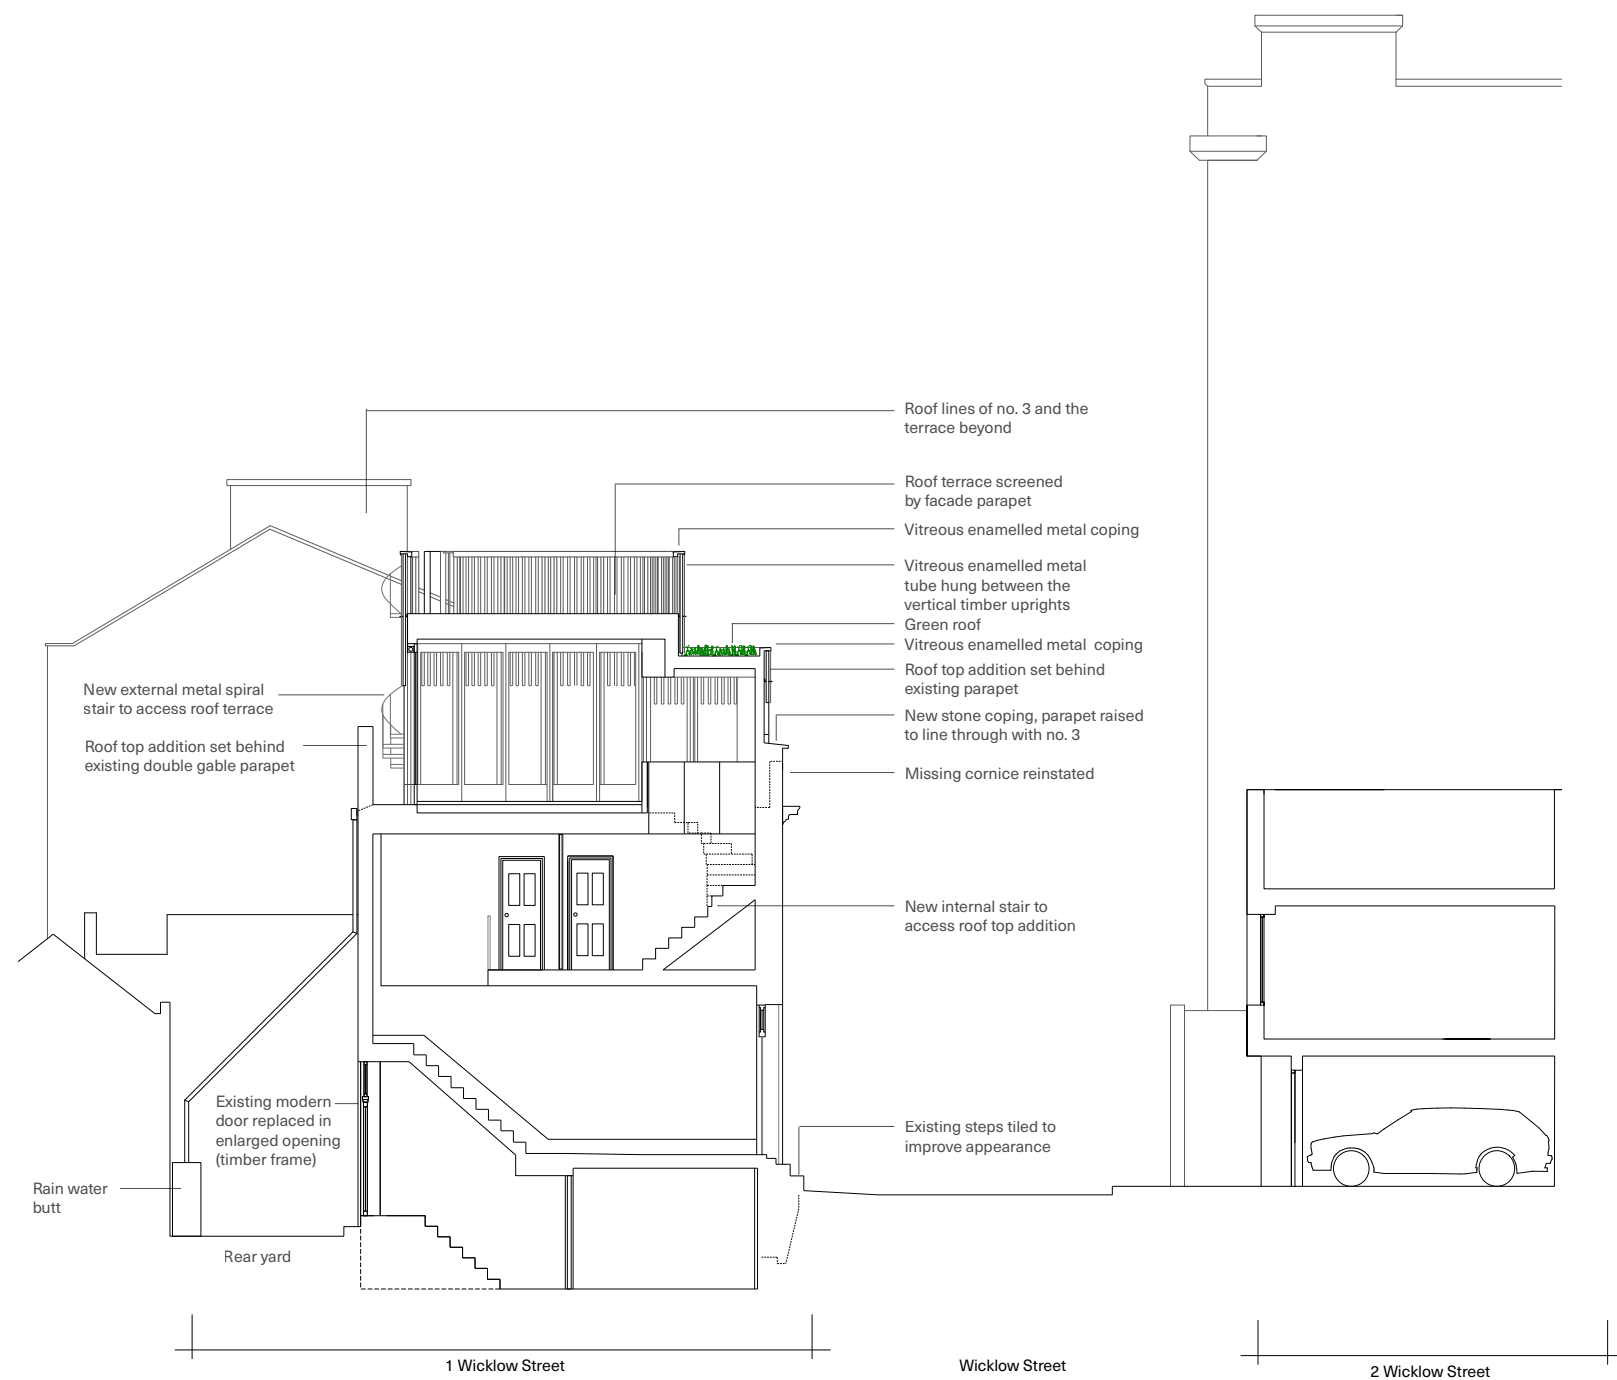 Roof lines of no. 3 and the
terrace beyond
Roof terrace screened
by facade parapet
Vitreous enamelled metal coping
Vitreous enamelled metal
tube hung between the
vertical timber uprights
Green roof
Vitreous enamelled metal  coping
Roof top addition set behind
existing parapet
New stone coping, parapet raised
to line through with no. 3
Missing cornice reinstated
New external metal spiral
stair to access roof terrace
Roof top addition set behind
existing double gable parapet
New internal stair to
access roof top addition
Existing modern
door replaced in
enlarged opening
(timber frame)
Existing steps tiled to
improve appearance
Rain water
butt
Rear yard
1 Wicklow Street
Wicklow Street
2 Wicklow Street